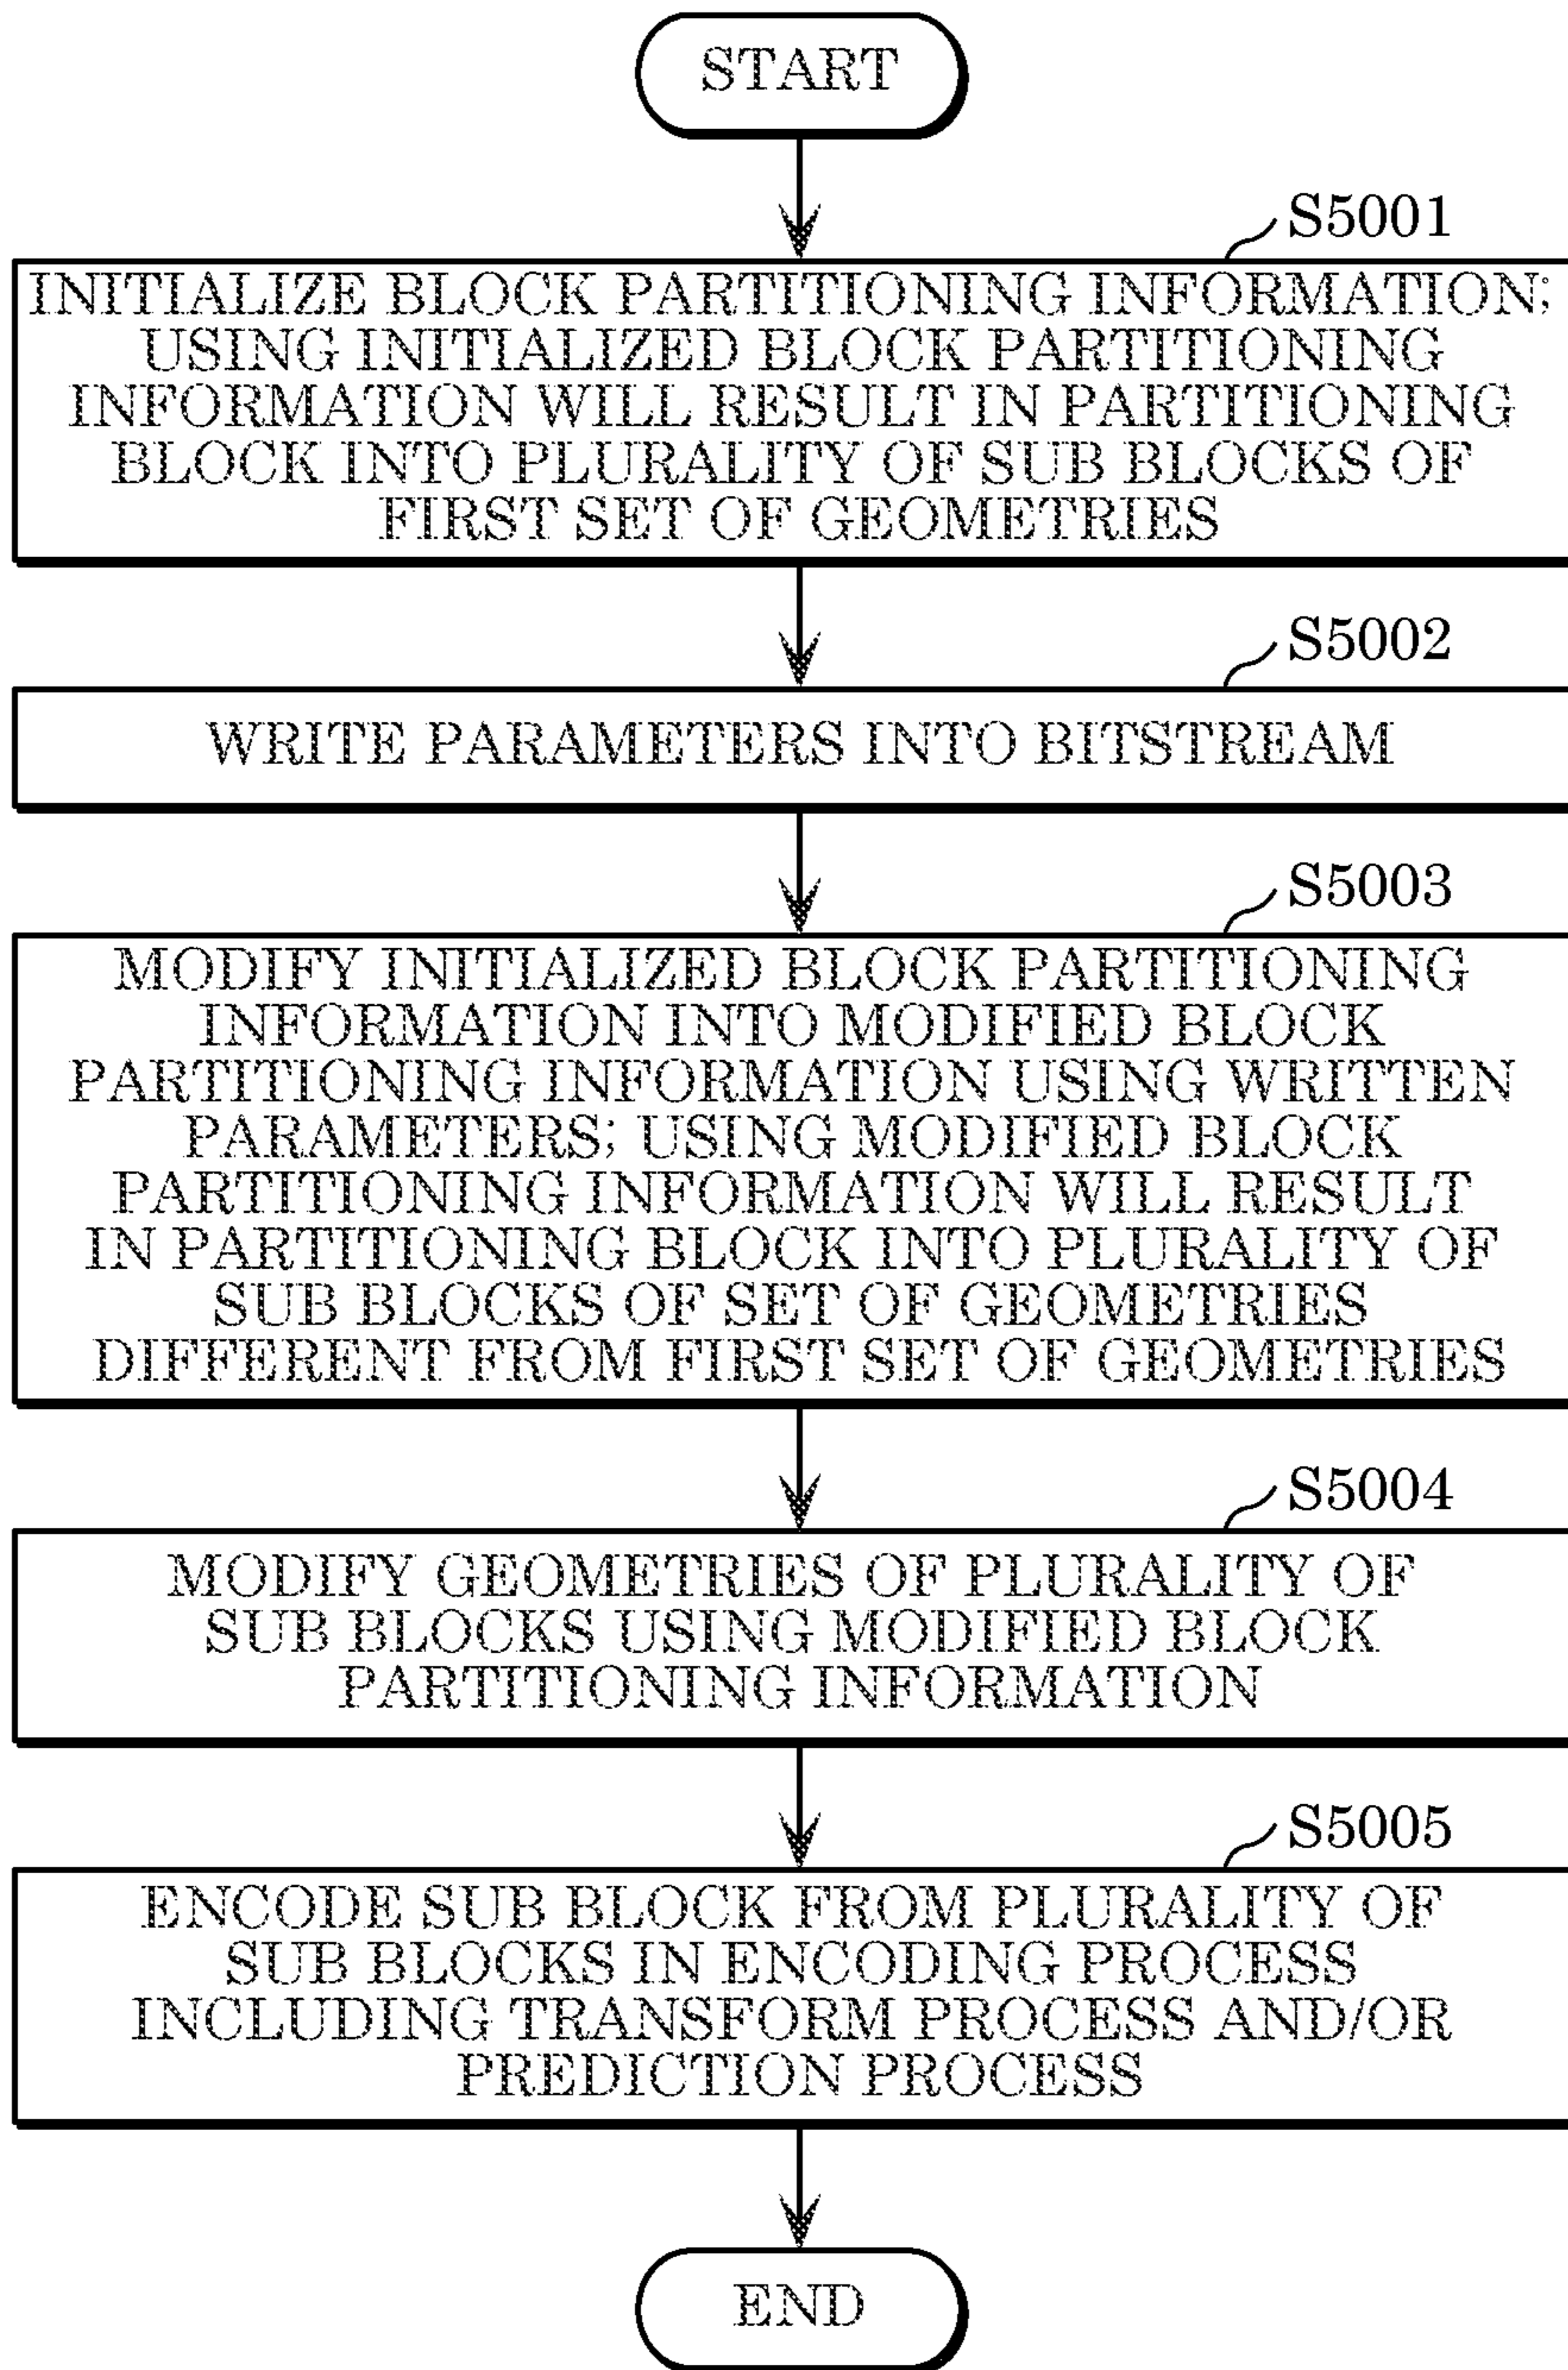 START
S5001
INITIALIZE BLOCK PARTITIONING INFORMATION;
USING INITIALIZED BLOCK PARTITIONING
INFORMATION WILL RESULT IN PARTITIONING
BLOCK INTO PLURALITY OF SUB BLOCKS OF
FIRST SET OF GEOMETRIES
S5002
WRITE PARAMETERS INTO BITSTREAM
S5003
MODIFY INITIALIZED BLOCK PARTITIONING
INFORMATION INTO MODIFIED BLOCK
PARTITIONING INFORMATION USING WRITTEN
PARAMETERS; USING MODIFIED BLOCK
PARTITIONING INFORMATION WILL RESULT
IN PARTITIONING BLOCK INTO PLURALITY OF
SUB BLOCKS OF SET OF GEOMETRIES
DIFFERENT FROM FIRST SET OF GEOMETRIES
S5004
MODIFY GEOMETRIES OF PLURALITY OF
SUB BLOCKS USING MODIFIED BLOCK
PARTITIONING INFORMATION
S5005
ENCODE SUB BLOCK FROM PLURALITY OF
SUB BLOCKS IN ENCODING PROCESS
INCLUDING TRANSFORM PROCESS AND/OR
PREDICTION PROCESS
END